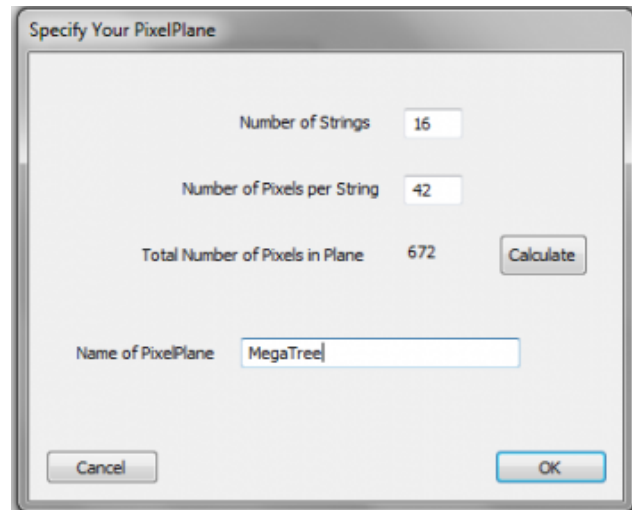 Specify Your PixelPlane
Number of Strings 16
Number of Pixels per String 42
Total Number of Pixels in Plane 672 Calculate
Name of PixelPlane MegaTree
Cancel OK